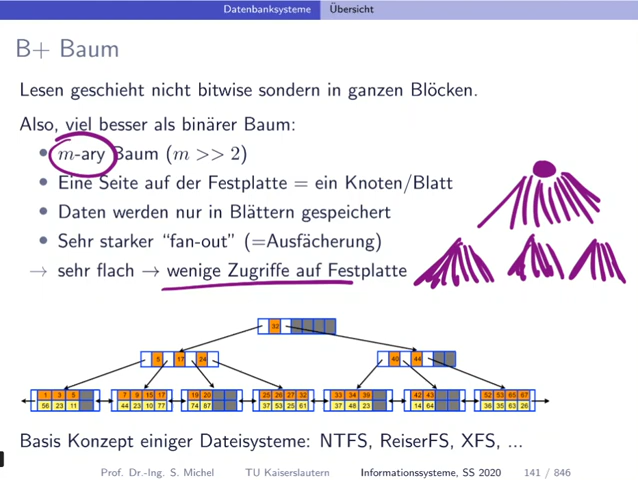 Datenbanksysteme Übersicht
B+ Baum
Lesen geschieht nicht bitwise sondern in ganzen Blöcken.
Also, viel besser als binärer Baum:
• m-ary Baum (m >> 2)
• Eine Seite auf der Festplatte = ein Knoten/Blatt
• Daten werden nur in Blättern gespeichert
• Sehr starker “fan-out” (=Ausfächerung)
→ sehr flach → wenige Zugriffe auf Festplatte
32
5 17 24
40 44
1 3 5 7 9 15 17 19 20 25 26 27 32 33 34 39 42 43 52 53 65 67
56 23 11 44 23 10 77 74 87 37 53 25 61 37 48 23 14 64 36 35 63 26
Basis Konzept einiger Dateisysteme: NTFS, ReiserFS, XFS, ...
Prof. Dr.-Ing. S. Michel TU Kaiserslautern Informationssysteme, SS 2020 141 / 846